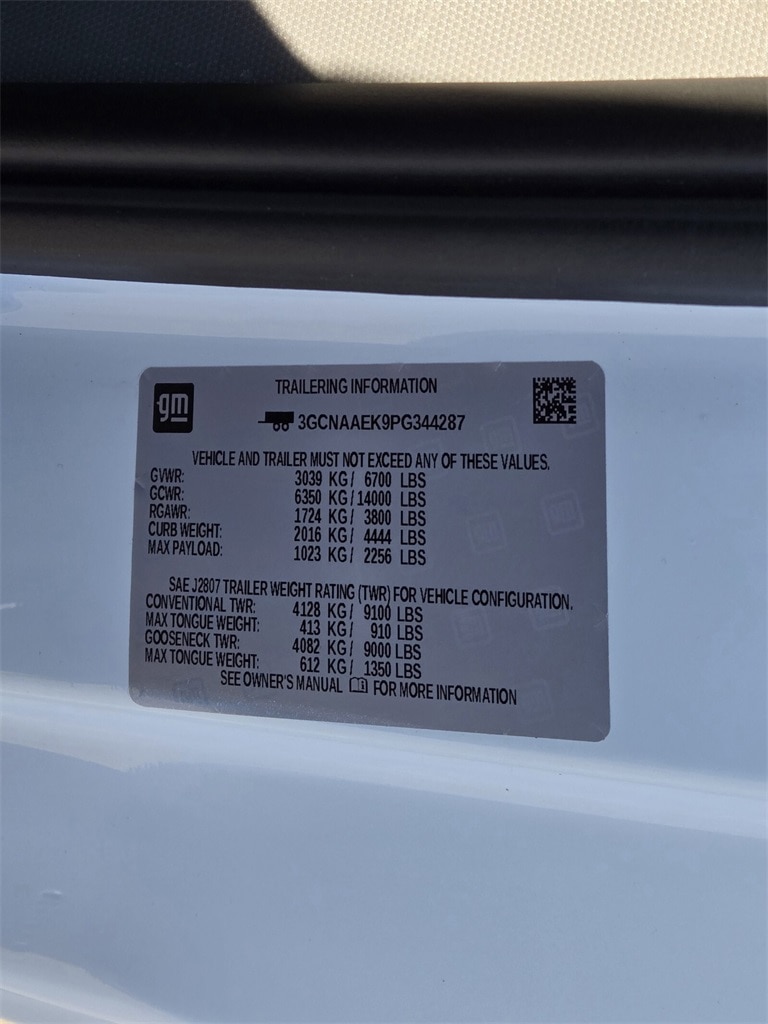 gm
TRAILERING INFORMATION
3GCNAAEK9PG344287
VEHICLE AND TRAILER MUST NOT EXCEED ANY OF THESE VALUES.
GVWR: 3039 KG/ 6700 LBS
GCWR: 6350 KG/14000 LBS
RGAWR: 1724 KG/ 3800 LBS
CURB WEIGHT: 2016 KG/ 4444 LBS
MAX PAYLOAD: 1023 KG/ 2256 LBS
SAE J2807 TRAILER WEIGHT RATING (TWR) FOR VEHICLE CONFIGURATION.
CONVENTIONAL TWR: 4128 KG/ 9100 LBS
MAX TONGUE WEIGHT: 413 KG/ 910 LBS
GOOSENECK TWR: 4082 KG/ 9000 LBS
MAX TONGUE WEIGHT: 612 KG/ 1350 LBS
SEE OWNER'S MANUAL FOR MORE INFORMATION